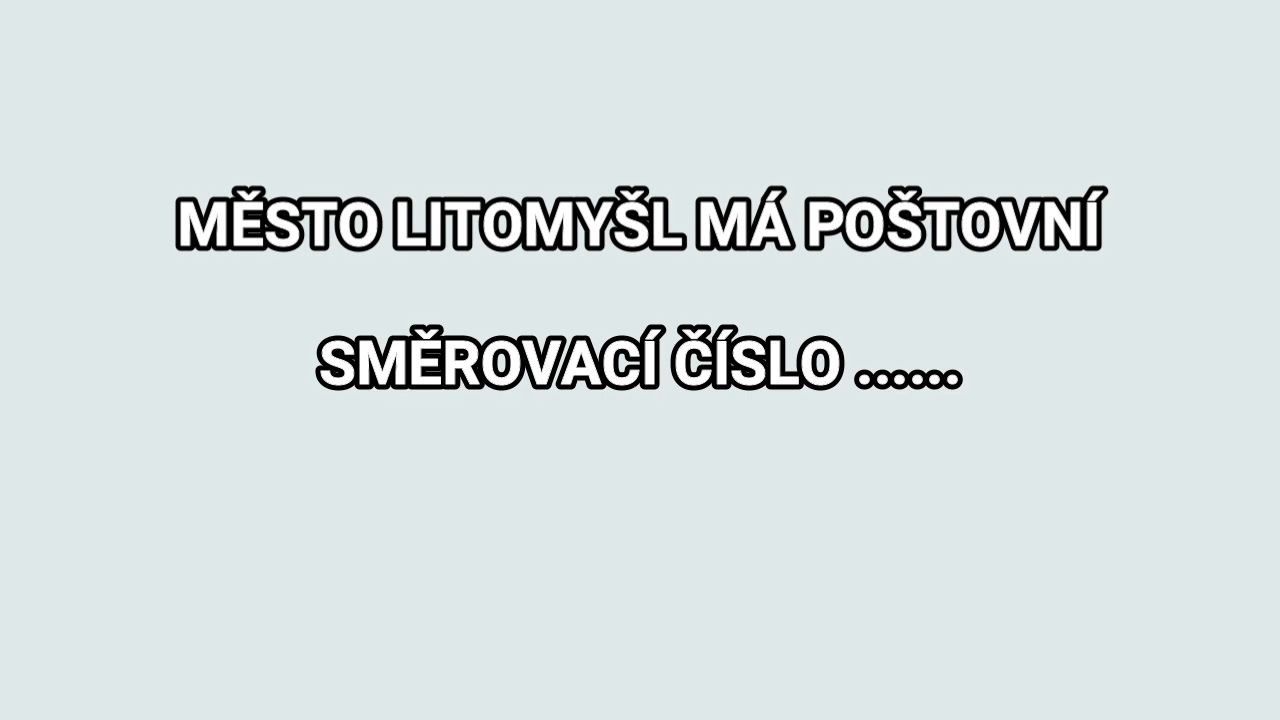 MĚSTO LITOMYŠL MÁ POŠTOVNÍ
SMĚROVACÍ ČÍSLO ......